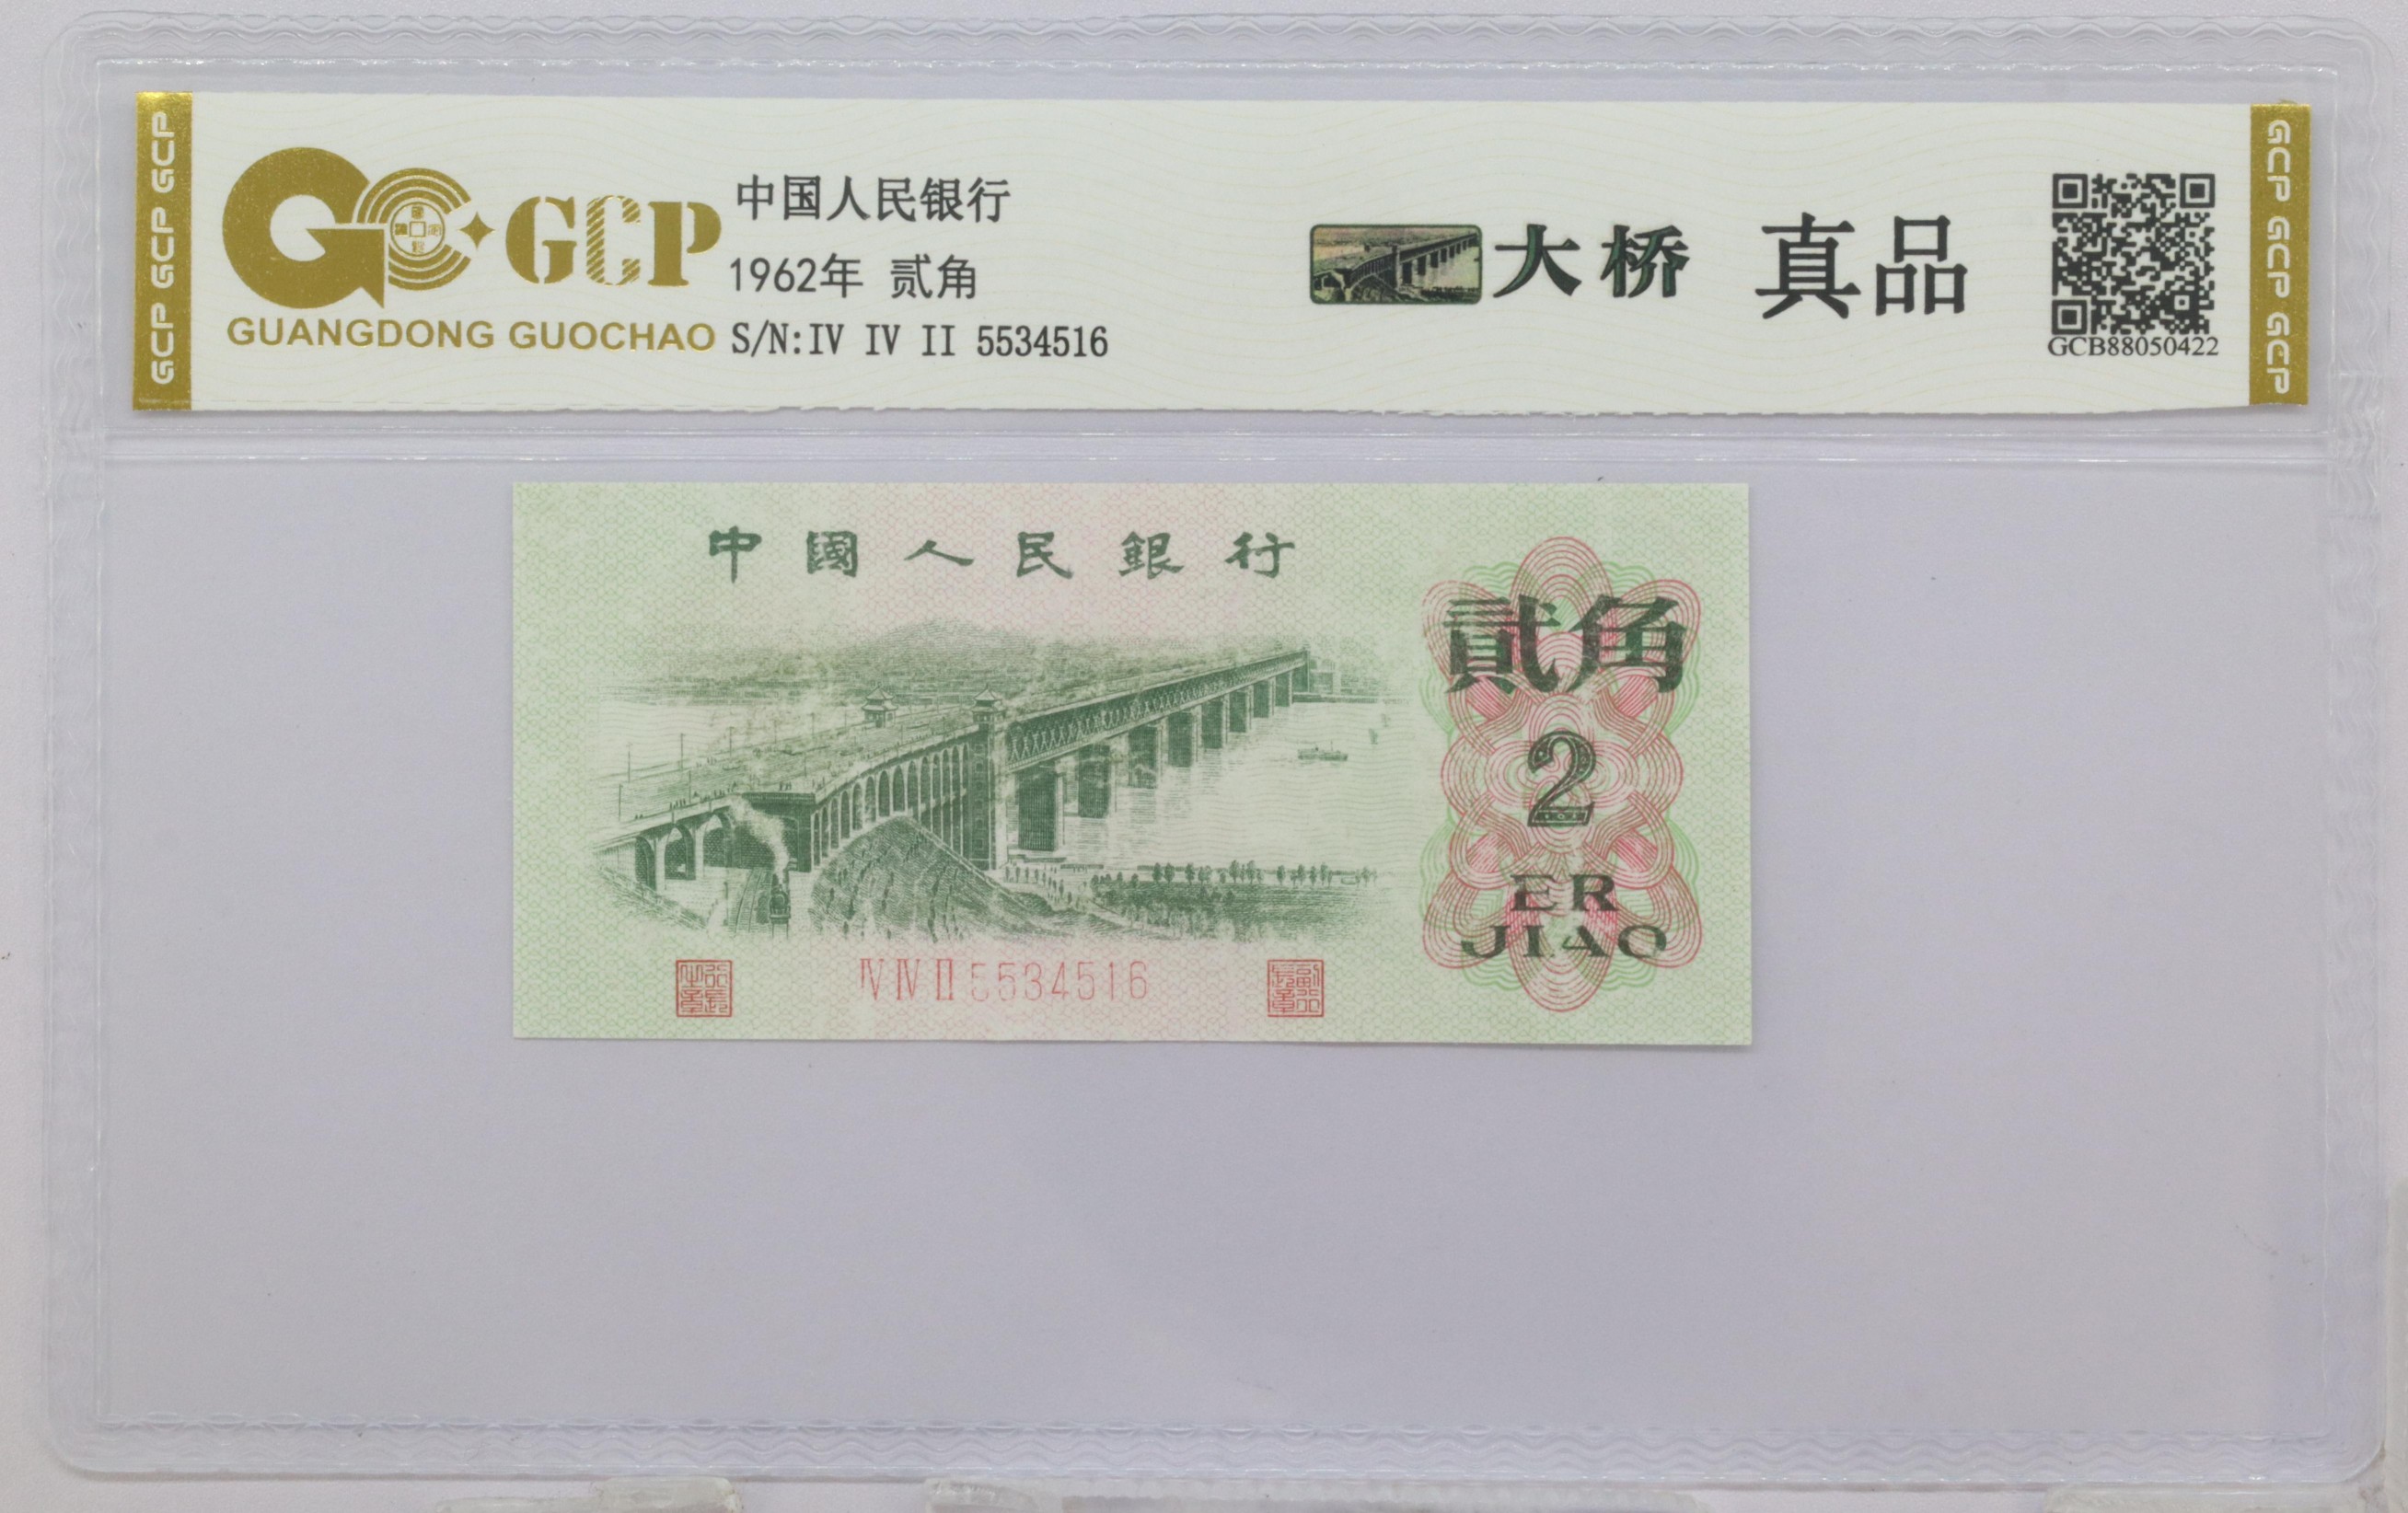 GCP GCP GCP
GCP
GUANGDONG GUOCHAO
中国人民银行
1962年 贰角
S/N:IV IV II 5534516
大桥 真品
GCB88050422
GCP GCP GCP
中國人民銀行
貳角
2
ER
JIAO
IV IV II 5534516